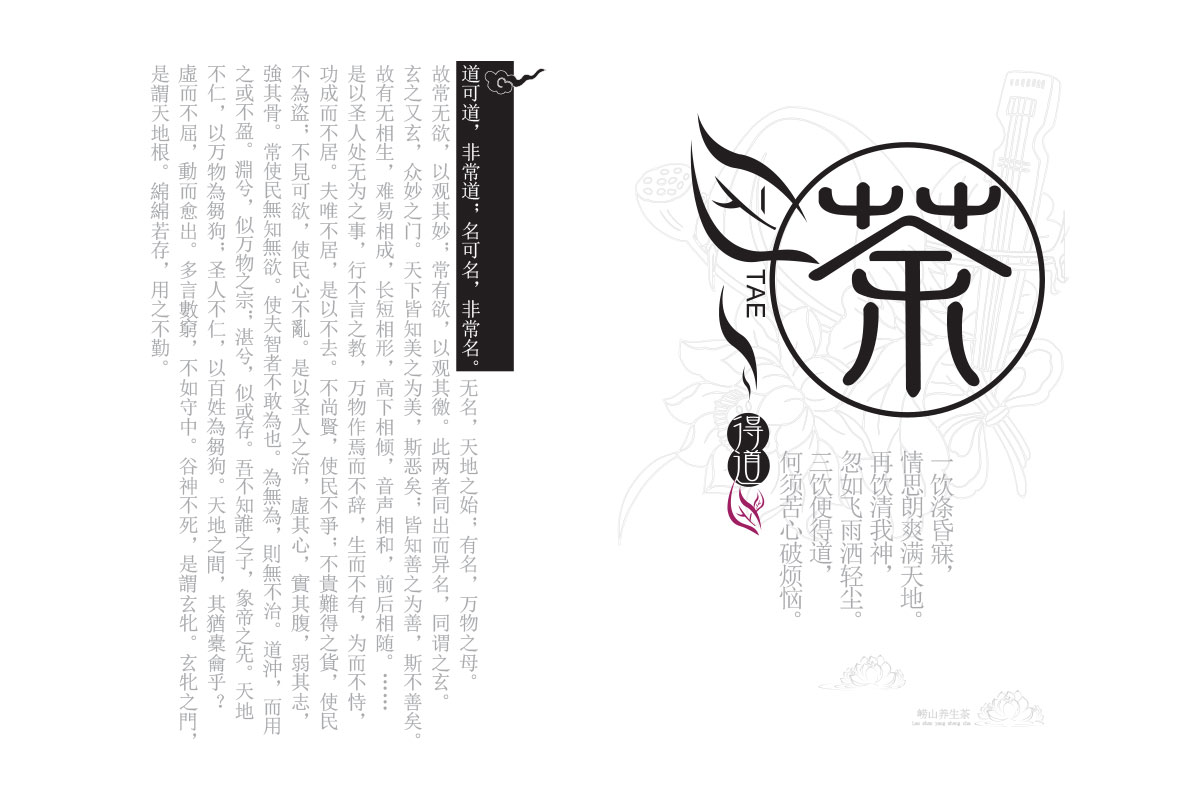 茶
TAE
得道
一饮涤昏寐，
情思朗爽满天地。
再饮清我神，
忽如飞雨洒轻尘。
三饮便得道，
何须苦心破烦恼。
崂山养生茶
Lao shan yang sheng cha
道可道，非常道；名可名，非常名。无名，天地之始；有名，万物之母。
故常无欲，以观其妙；常有欲，以观其徼。此两者同出而异名，同谓之玄。
玄之又玄，众妙之门。天下皆知美之为美，斯恶矣；皆知善之为善，斯不善矣。
故有无相生，难易相成，长短相形，高下相倾，音声相和，前后相随。……
是以圣人处无为之事，行不言之教，万物作焉而不辞，生而不有，为而不恃，
功成而不居。夫唯不居，是以不去。不尚賢，使民不爭；不貴難得之貨，使民
不為盜；不見可欲，使民心不亂。是以圣人之治，虛其心，實其腹，弱其志，
強其骨。常使民無知無欲。使夫智者不敢為也。為無為，則無不治。道沖，而用
之或不盈。淵兮，似万物之宗；湛兮，似或存。吾不知誰之子，象帝之先。天地
不仁，以万物為芻狗；圣人不仁，以百姓為芻狗。天地之間，其猶橐龠乎？
虛而不屈，動而愈出。多言數窮，不如守中。谷神不死，是謂玄牝。玄牝之門，
是謂天地根。綿綿若存，用之不勤。